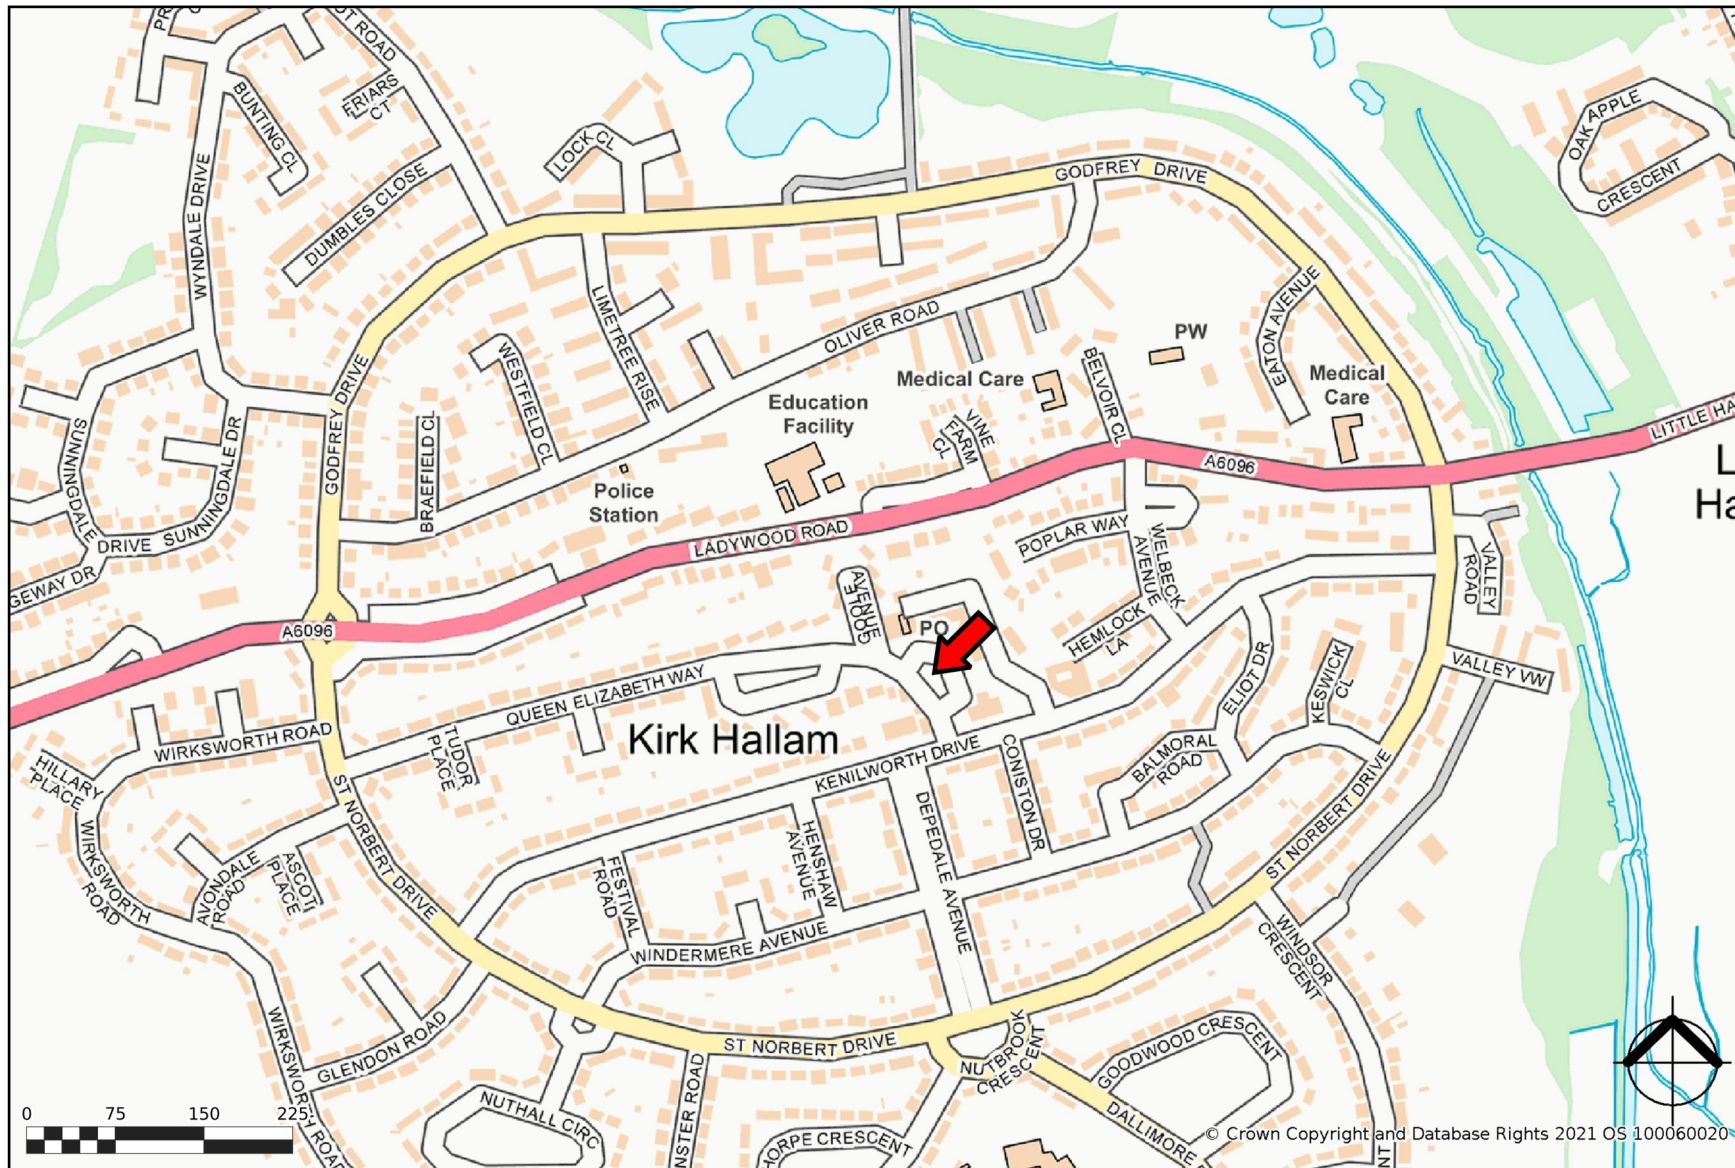 BUNTING CL
FRIARS
CT
LOCK CL
OAK APPLE
CRESCENT
WYNDALE DRIVE
DUMBLES CLOSE
GODFREY DRIVE
LIMETREE RISE
EATON AVENUE
OLIVER ROAD
PW
WESTFIELD CL
GODFREY DRIVE
BELVOIR CL
Medical Care
Medical
Care
Education
Facility
VINE
FARM
CL
LITTLE HA
SUNNINGDALE
DRIVE
SUNNINGDALE DR
BRAEFIELD CL
A6096
Police
Station
LADYWOOD ROAD
POPLAR WAY
WELBECK
AVENUE
VALLEY
ROAD
VALLEY
GEWAY DR
GOOLE
AVENUE
PO
A6096
HEMLOCK
LA
ELIOT DR
KESWICK
CL
VALLEY VW
QUEEN ELIZABETH WAY
Kirk Hallam
WIRKSWORTH ROAD
TUDOR
PLACE
HILLARY
PLACE
KENILWORTH DRIVE
CONISTON DR
BALMORAL
ROAD
ST NORBERT DRIVE
ST NORBERT DRIVE
DEPEDALE AVENUE
HENSHAW
AVENUE
FESTIVAL
ROAD
WIRKSWORTH
ROAD
AVONDALE
ROAD
ASCOT
PLACE
WINDERMERE AVENUE
WINDSOR
CRESCENT
WIRKSWORTH ROAD
GLENDON ROAD
ST NORBERT DRIVE
NUTBROOK
CRESCENT
GOODWOOD CRESCENT
NUTHALL CIRC
NSTER ROAD
HORPE CRESCENT
DALLIMORE
NT
0 75 150 225
© Crown Copyright and Database Rights 2021 OS 100060020